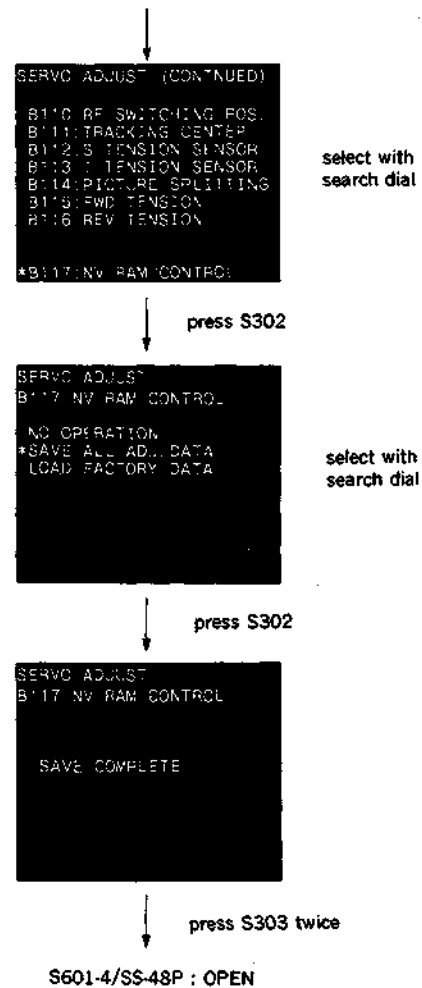 SERVO ADJUST (CONTNUED)
B110:RF SWITCHING POS.
B111:TRACKING CENTER
B112:S TENSION SENSOR
B113:T TENSION SENSOR
B114:PICTURE SPLITTING
B115:FWD TENSION
B116:REV TENSION
*B117:NV RAM CONTROL
select with
search dial
press S302
SERVO ADJUST
B117 NV RAM CONTROL
NO OPERATION
*SAVE ALL ADJ. DATA
LOAD FACTORY DATA
select with
search dial
press S302
SERVO ADJUST
B117 NV RAM CONTROL
SAVE COMPLETE
press S303 twice
S601-4/SS-48P : OPEN